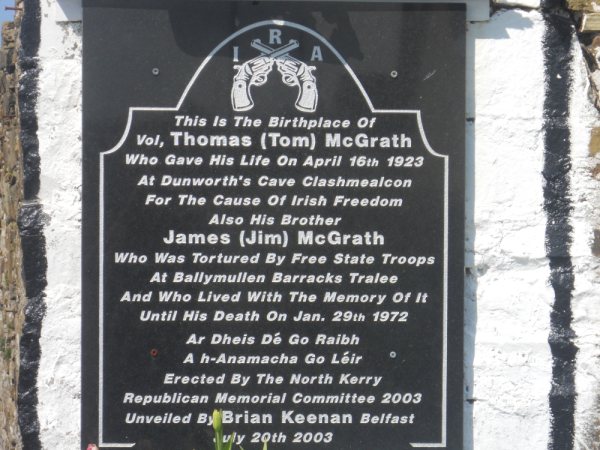 I R A
This Is The Birthplace Of
Vol, Thomas (Tom) McGrath
Who Gave His Life On April 16th 1923
At Dunworth's Cave Clashmealcon
For The Cause Of Irish Freedom
Also His Brother
James (Jim) McGrath
Who Was Tortured By Free State Troops
At Ballymullen Barracks Tralee
And Who Lived With The Memory Of It
Until His Death On Jan. 29th 1972
Ar Dheis Dé Go Raibh
A h-Anamacha Go Léir
Erected By The North Kerry
Republican Memorial Committee 2003
Unveiled By Brian Keenan Belfast
July 20th 2003